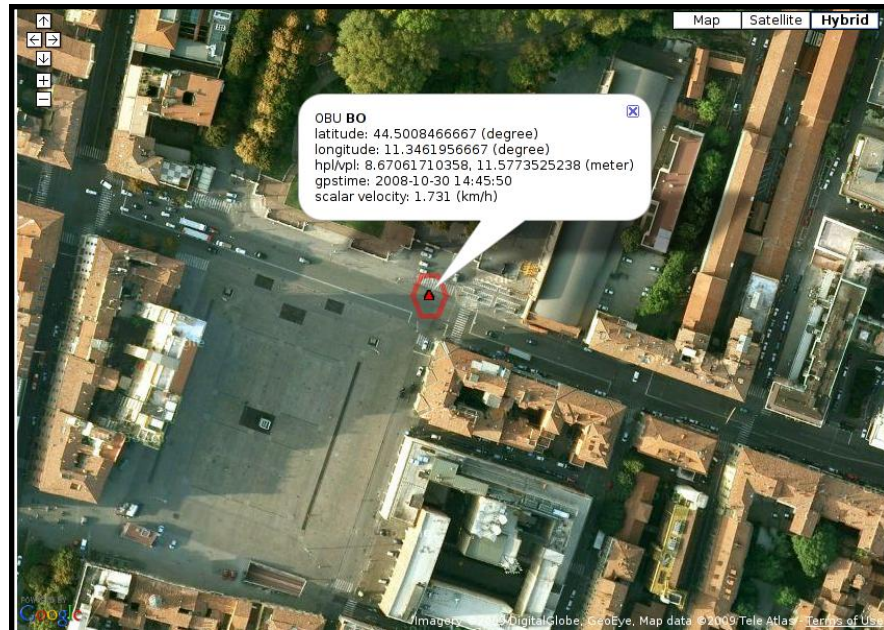 Map Satellite Hybrid
OBU BO
latitude: 44.5008466667 (degree)
longitude: 11.3461956667 (degree)
hpl/vpl: 8.67061710358, 11.5773525238 (meter)
gpstime: 2008-10-30 14:45:50
scalar velocity: 1.731 (km/h)
POWERED BY
Google
Imagery ©2009 DigitalGlobe, GeoEye, Map data ©2009 Tele Atlas - Terms of Use